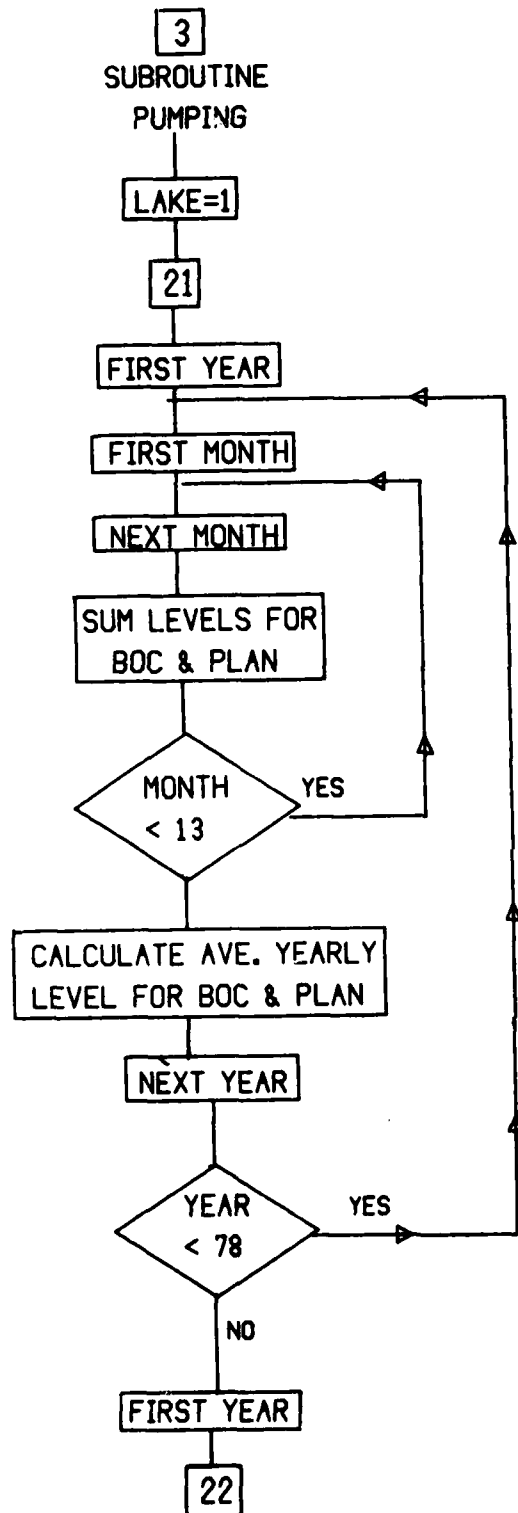 3
SUBROUTINE
PUMPING
LAKE=1
21
FIRST YEAR
FIRST MONTH
NEXT MONTH
SUM LEVELS FOR
BOC & PLAN
MONTH
< 13
YES
CALCULATE AVE. YEARLY
LEVEL FOR BOC & PLAN
NEXT YEAR
YEAR
< 78
YES
NO
FIRST YEAR
22